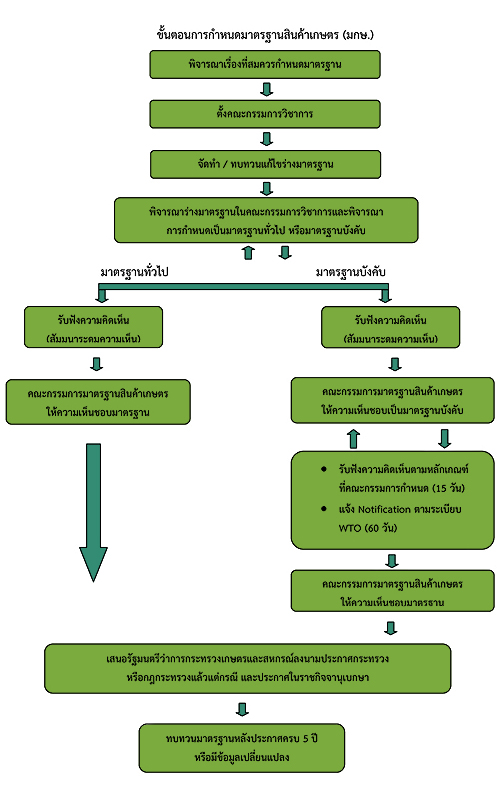 ขั้นตอนการกำหนดมาตรฐานสินค้าเกษตร (มกษ.)
พิจารณาเรื่องที่สมควรกำหนดมาตรฐาน
ตั้งคณะกรรมการวิชาการ
จัดทำ / ทบทวนแก้ไขร่างมาตรฐาน
พิจารณาร่างมาตรฐานในคณะกรรมการวิชาการและพิจารณา
การกำหนดเป็นมาตรฐานทั่วไป หรือมาตรฐานบังคับ
มาตรฐานทั่วไป
รับฟังความคิดเห็น
(สัมมนาระดมความเห็น)
คณะกรรมการมาตรฐานสินค้าเกษตร
ให้ความเห็นชอบมาตรฐาน
มาตรฐานบังคับ
รับฟังความคิดเห็น
(สัมมนาระดมความเห็น)
คณะกรรมการมาตรฐานสินค้าเกษตร
ให้ความเห็นชอบเป็นมาตรฐานบังคับ
• รับฟังความคิดเห็นตามหลักเกณฑ์
ที่คณะกรรมการกำหนด (15 วัน)
• แจ้ง Notification ตามระเบียบ
WTO (60 วัน)
คณะกรรมการมาตรฐานสินค้าเกษตร
ให้ความเห็นชอบมาตรฐาน
เสนอรัฐมนตรีว่าการกระทรวงเกษตรและสหกรณ์ลงนามประกาศกระทรวง
หรือกฎกระทรวงแล้วแต่กรณี และประกาศในราชกิจจานุเบกษา
ทบทวนมาตรฐานหลังประกาศครบ 5 ปี
หรือมีข้อมูลเปลี่ยนแปลง